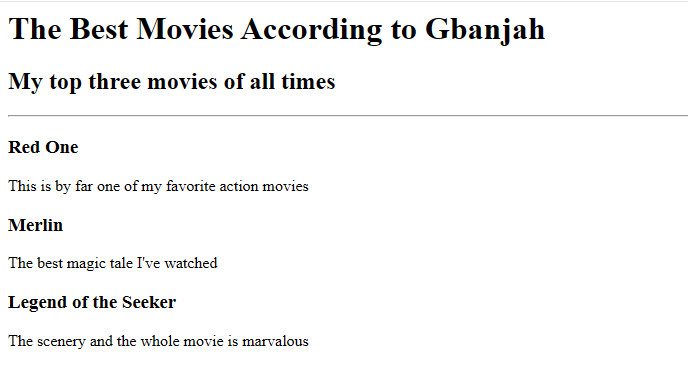 The Best Movies According to Gbanjah
My top three movies of all times
Red One
This is by far one of my favorite action movies
Merlin
The best magic tale I've watched
Legend of the Seeker
The scenery and the whole movie is marvalous